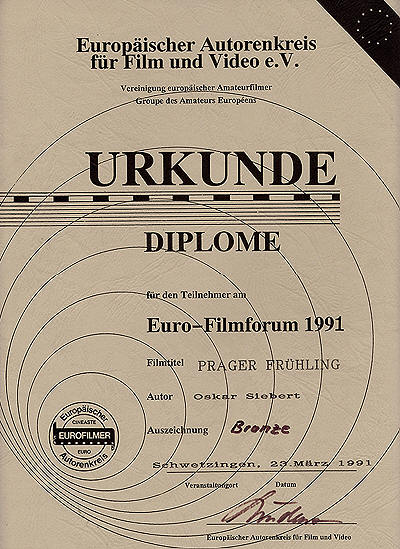 Europäischer Autorenkreis
für Film und Video e.V.
Vereinigung europäischer Amateurfilmer
Groupe des Amateurs Européens
URKUNDE
DIPLOME
für den Teilnehmer am
Euro-Filmforum 1991
Filmtitel PRAGER FRÜHLING
Autor Oskar Siebert
Auszeichnung Bronze
Schwetzingen, 23.März 1991
Veranstaltungsort Datum
Europäischer Autorenkreis für Film und Video
Europäischer
CINEASTE
EUROFILMER
EURO
Autorenkreis